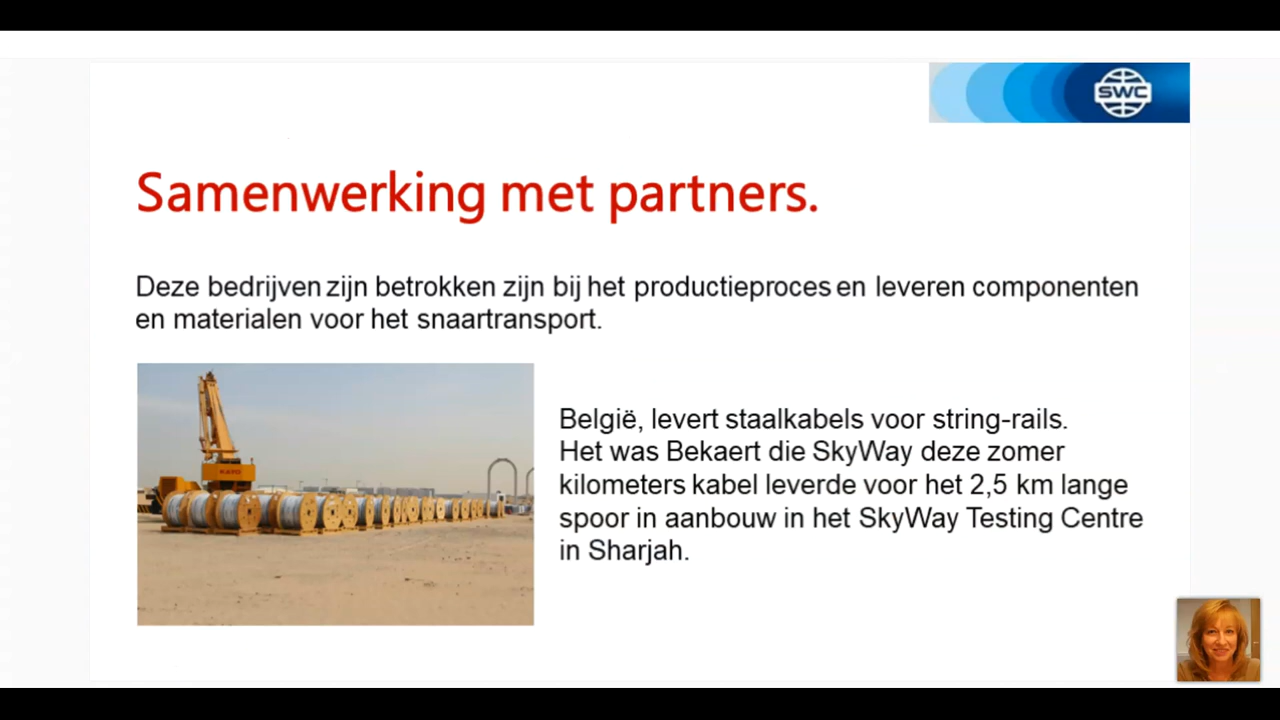 SWC
Samenwerking met partners.
Deze bedrijven zijn betrokken zijn bij het productieproces en leveren componenten
en materialen voor het snaartransport.
KATO
België, levert staalkabels voor string-rails.
Het was Bekaert die SkyWay deze zomer
kilometers kabel leverde voor het 2,5 km lange
spoor in aanbouw in het SkyWay Testing Centre
in Sharjah.